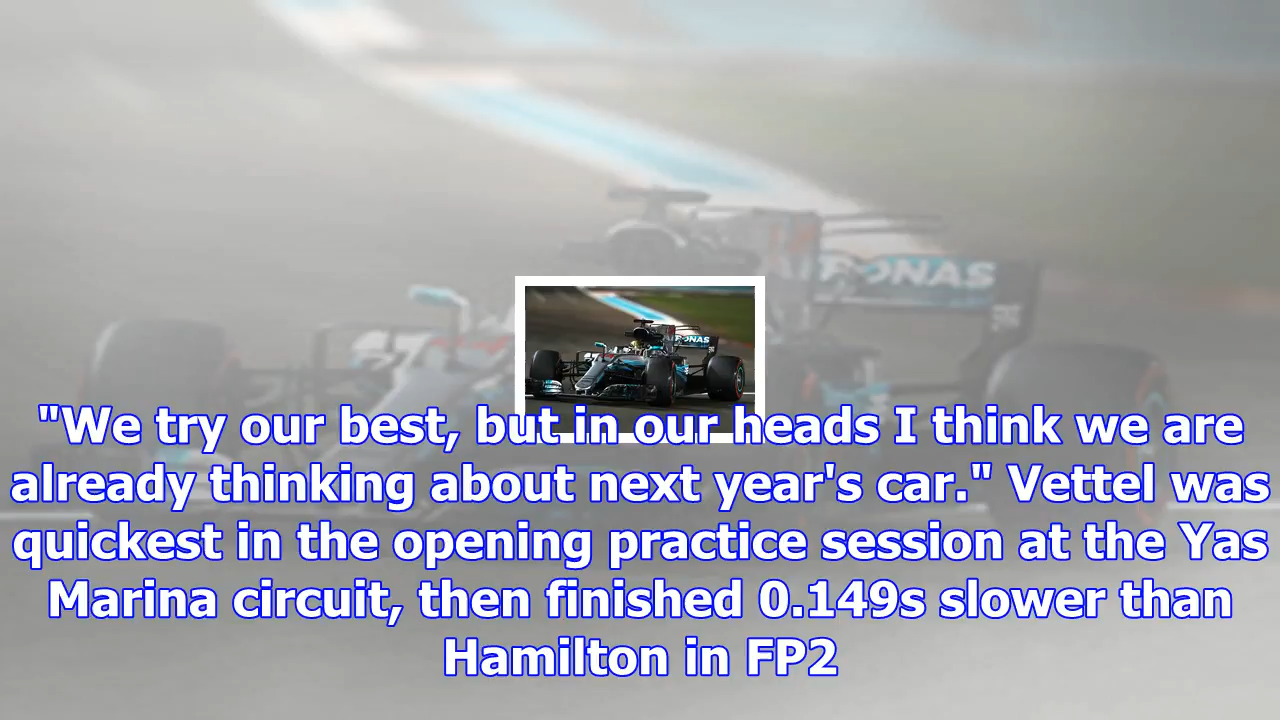 PETRONAS
RONAS
"We try our best, but in our heads I think we are
already thinking about next year's car." Vettel was
quickest in the opening practice session at the Yas
Marina circuit, then finished 0.149s slower than
Hamilton in FP2